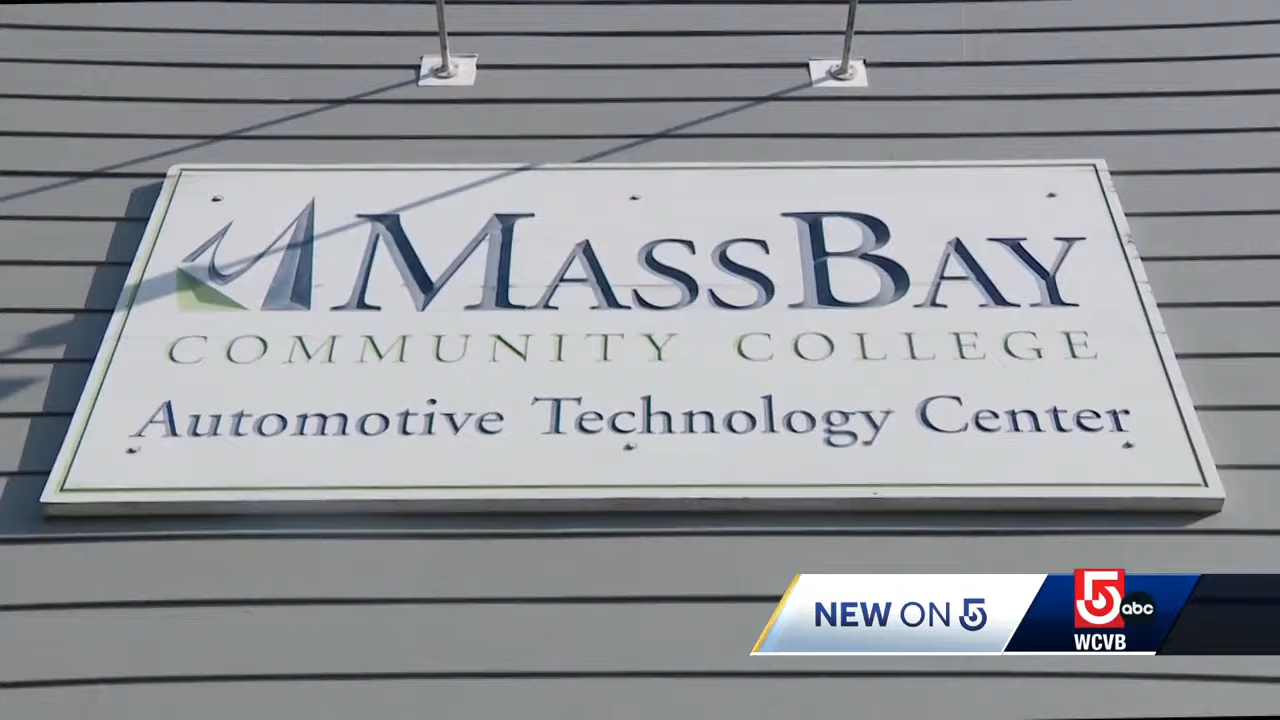 MASSBAY
COMMUNITY COLLEGE
Automotive Technology Center
NEW ON 5
5 abc
WCVB